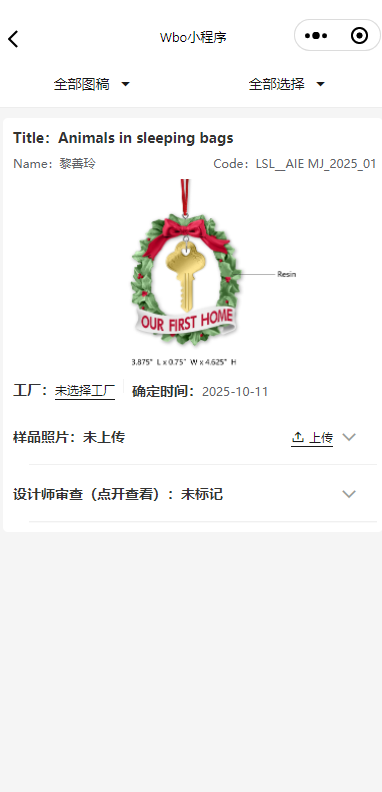 Wbo小程序
全部图稿 全部选择
Title：Animals in sleeping bags
Name：黎善玲 Code：LSL__AIE MJ_2025_01
Resin
OUR FIRST HOME
3.875" L x 0.75" W x 4.625" H
工厂：未选择工厂 确定时间：2025-10-11
样品照片：未上传 上传
设计师审查（点开查看）：未标记